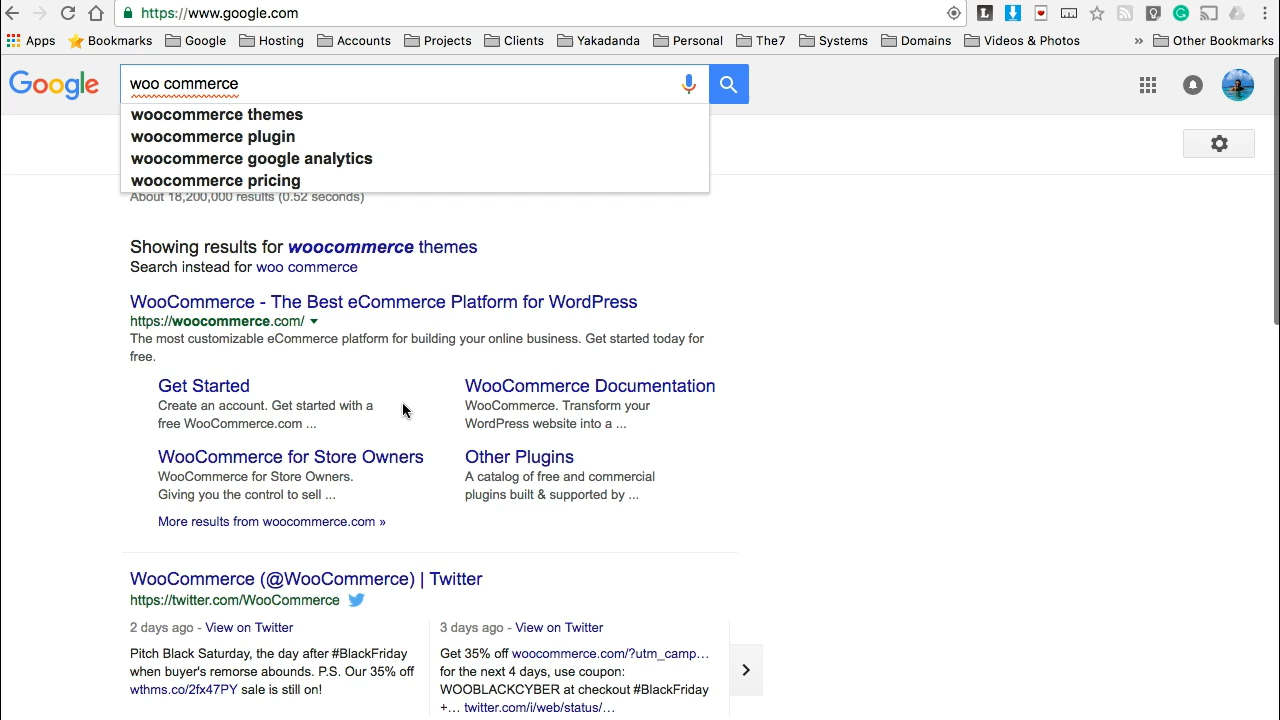 https://www.google.com
Apps Bookmarks Google Hosting Accounts Projects Clients Yakadanda Personal The7 Systems Domains Videos & Photos » Other Bookmarks
Google woo commerce
woocommerce themes
woocommerce plugin
woocommerce google analytics
woocommerce pricing
About 18,200,000 results (0.52 seconds)
Showing results for woocommerce themes
Search instead for woo commerce
WooCommerce - The Best eCommerce Platform for WordPress
https://woocommerce.com/
The most customizable eCommerce platform for building your online business. Get started today for
free.
Get Started
Create an account. Get started with a
free WooCommerce.com ...
WooCommerce Documentation
WooCommerce. Transform your
WordPress website into a ...
WooCommerce for Store Owners
WooCommerce for Store Owners.
Giving you the control to sell ...
Other Plugins
A catalog of free and commercial
plugins built & supported by ...
More results from woocommerce.com »
WooCommerce (@WooCommerce) | Twitter
https://twitter.com/WooCommerce
2 days ago - View on Twitter
Pitch Black Saturday, the day after #BlackFriday
when buyer's remorse abounds. P.S. Our 35% off
wthms.co/2fx47PY sale is still on!
3 days ago - View on Twitter
Get 35% off woocommerce.com/?utm_camp...
for the next 4 days, use coupon:
WOOBLACKCYBER at checkout #BlackFriday
+... twitter.com/i/web/status/...